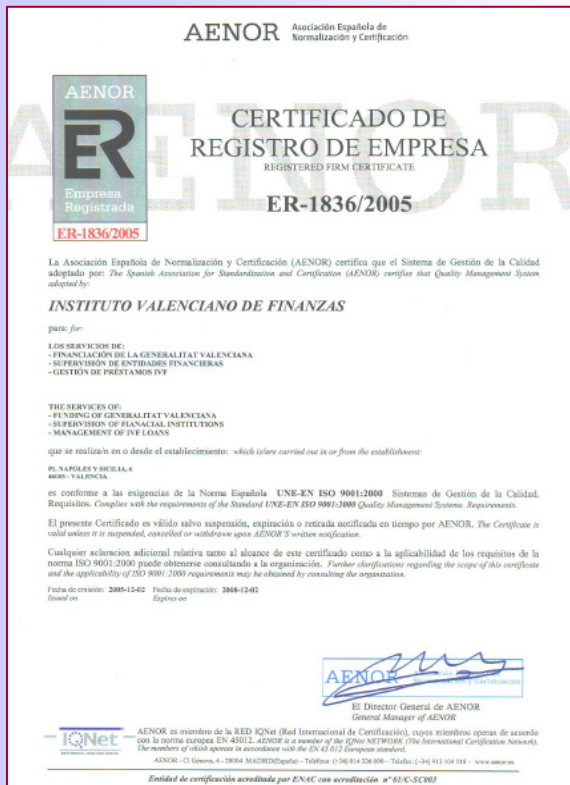 AENOR Asociación Española de
Normalización y Certificación
AENOR
AENOR
ER
Empresa
Registrada
ER-1836/2005
CERTIFICADO DE
REGISTRO DE EMPRESA
REGISTERED FIRM CERTIFICATE
ER-1836/2005
La Asociación Española de Normalización y Certificación (AENOR) certifica que el Sistema de Gestión de la Calidad
adoptado por: The Spanish Association for Standardization and Certification (AENOR) certifies that Quality Management System
adopted by:
INSTITUTO VALENCIANO DE FINANZAS
para: for:
LOS SERVICIOS DE:
- FINANCIACIÓN DE LA GENERALITAT VALENCIANA
- SUPERVISIÓN DE ENTIDADES FINANCIERAS
- GESTIÓN DE PRÉSTAMOS IVF
THE SERVICES OF:
- FUNDING OF GENERALITAT VALENCIANA
- SUPERVISION OF FIANACIAL INSTITUTIONS
- MANAGEMENT OF IVF LOANS
que se realiza/n en o desde el establecimiento: which is/are carried out in or from the establishment:
PL NAPOLES Y SICILIA, 6
46003 - VALENCIA
es conforme a las exigencias de la Norma Española UNE-EN ISO 9001:2000 Sistemas de Gestión de la Calidad.
Requisitos. Complies with the requirements of the Standard UNE-EN ISO 9001:2000 Quality Management Systems. Requirements.
El presente Certificado es válido salvo suspensión, expiración o retirada notificada en tiempo por AENOR. The Certificate is
valid unless it is suspended, cancelled or withdrawn upon AENOR'S written notification.
Cualquier aclaracion adicional relativa tanto al alcance de este certificado como a la aplicabilidad de los requisitos de la
norma ISO 9001:2000 puede obtenerse consultando a la organización. Further clarifications regarding the scope of this certificate
and the applicability of ISO 9001:2000 requirements may be obtained by consulting the organization.
Fecha de emisión: 2005-12-02 Fecha de expiración: 2008-12-02
Issued on Expires on
AENOR
El Director General de AENOR
General Manager of AENOR
IQNet
AENOR es miembro de la RED IQNet (Red Internacional de Certificación), cuyos miembros operan de acuerdo
con la norma europea EN 45012. AENOR is a member of the IQNet NETWORK (The International Certification Network).
The members of which operate in accordance with the EN 45 012 European standard.
AENOR - C/ Génova, 6 - 28004 MADRID(España) -
Entidad de certificación acreditada por ENAC con acreditación nº 01/C-SC003